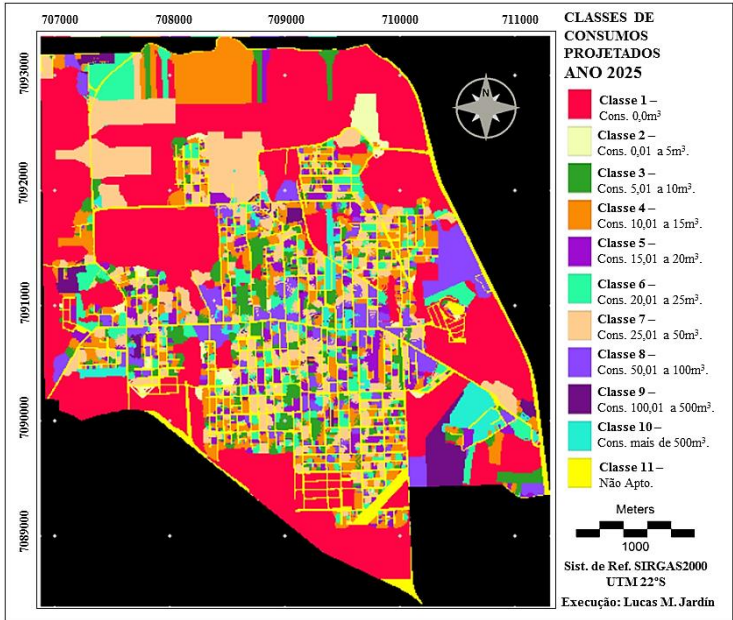 707000 708000 709000 710000 711000
7093000
7092000
7091000
7090000
7089000
CLASSES DE
CONSUMOS
PROJETADOS
ANO 2025
N
Classe 1 –
Cons. 0,0m³
Classe 2 –
Cons. 0,01 a 5m³.
Classe 3 –
Cons. 5,01 a 10m³.
Classe 4 –
Cons. 10,01 a 15m³.
Classe 5 –
Cons. 15,01 a 20m³.
Classe 6 –
Cons. 20,01 a 25m³.
Classe 7 –
Cons. 25,01 a 50m³.
Classe 8 –
Cons. 50,01 a 100m³.
Classe 9 –
Cons. 100,01 a 500m³.
Classe 10 –
Cons. mais de 500m³.
Classe 11 –
Não Apto.
Meters
1000
Sist. de Ref. SIRGAS2000
UTM 22ºS
Execução: Lucas M. Jardín